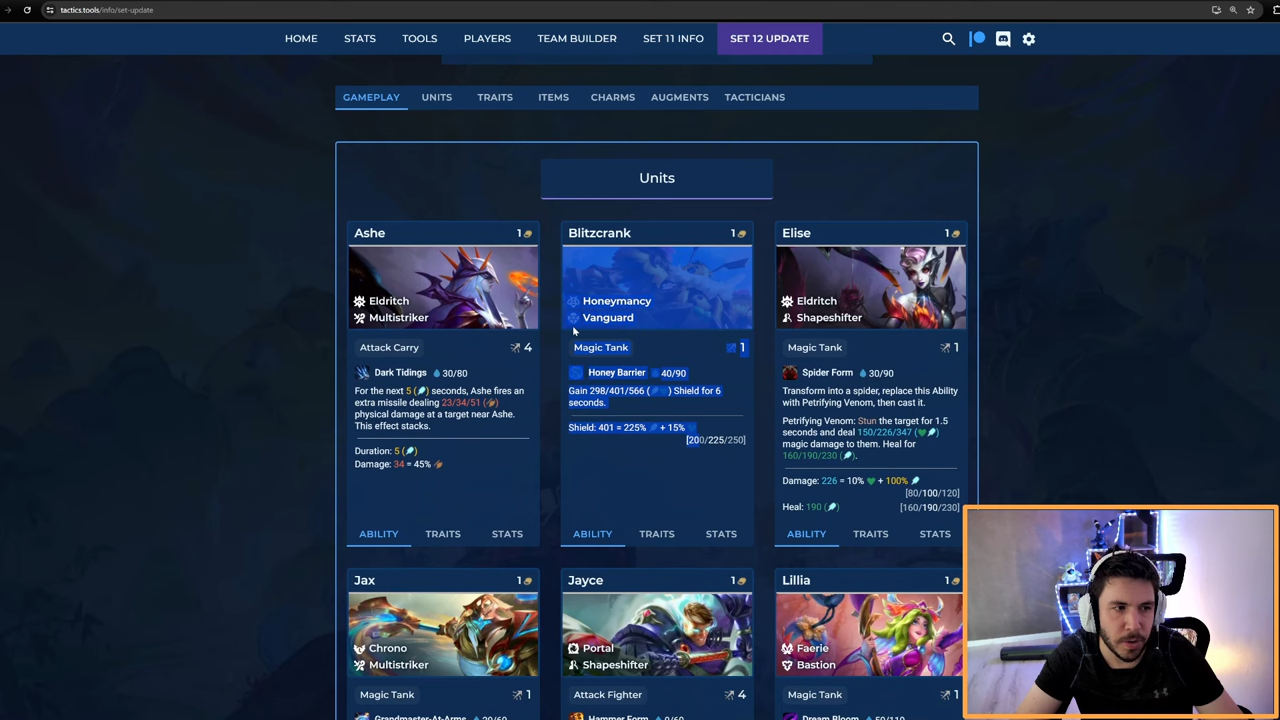 tactics.tools/info/set-update
HOME STATS TOOLS PLAYERS TEAM BUILDER SET 11 INFO SET 12 UPDATE
GAMEPLAY UNITS TRAITS ITEMS CHARMS AUGMENTS TACTICIANS
Units
Ashe 1
Eldritch
Multistriker
Attack Carry 4
Dark Tidings 30/80
For the next 5 ( ) seconds, Ashe fires an
extra missile dealing 23/34/51 ( )
physical damage at a target near Ashe.
This effect stacks.
Duration: 5 ( )
Damage: 34 = 45%
ABILITY TRAITS STATS
Blitzcrank 1
Honeymancy
Vanguard
Magic Tank 1
Honey Barrier 40/90
Gain 298/401/566 ( ) Shield for 6
seconds.
Shield: 401 = 225% + 15%
[200/225/250]
ABILITY TRAITS STATS
Elise 1
Eldritch
Shapeshifter
Magic Tank 1
Spider Form 30/90
Transform into a spider, replace this Ability
with Petrifying Venom, then cast it.
Petrifying Venom: Stun the target for 1.5
seconds and deal 150/226/347 ( )
magic damage to them. Heal for
160/190/230 ( ).
Damage: 226 = 10% + 100%
[80/100/120]
Heal: 190 ( ) [160/190/230]
ABILITY TRAITS STATS
Jax 1
Chrono
Multistriker
Magic Tank 1
Grandmaster-At-Arms
Jayce 1
Portal
Shapeshifter
Attack Fighter 4
Hammer Form 0/60
Lillia 1
Faerie
Bastion
Magic Tank 1
Dream Bloom